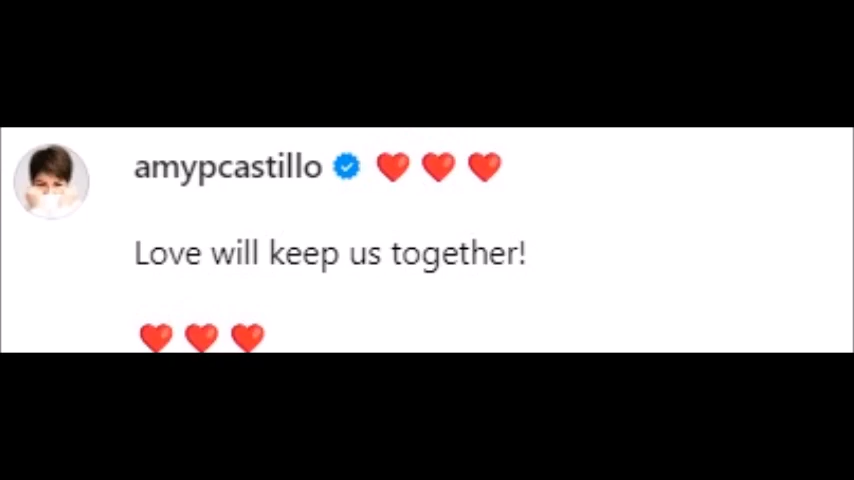 amypcastillo ❤️ ❤️ ❤️
Love will keep us together!
❤️ ❤️ ❤️